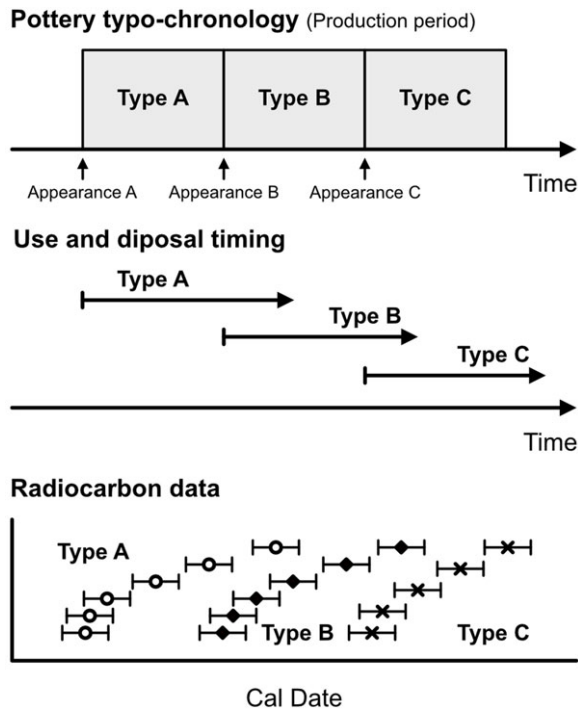 Pottery typo-chronology (Production period)
Type A Type B Type C
Appearance A Appearance B Appearance C
Time
Use and diposal timing
Type A
Type B
Type C
Time
Radiocarbon data
Type A
Type B Type C
Cal Date